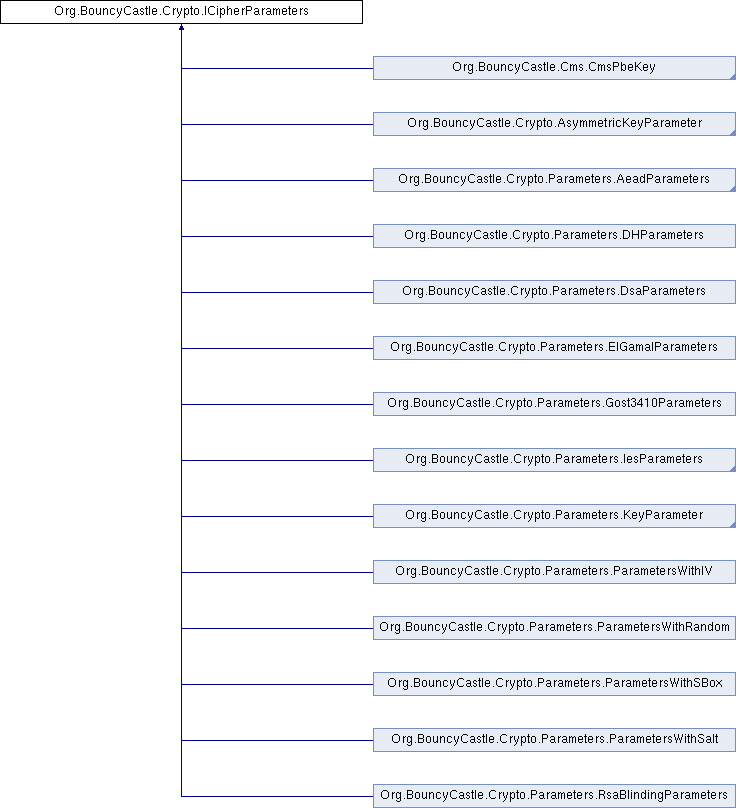 Org.BouncyCastle.Crypto.ICipherParameters
Org.BouncyCastle.Cms.CmsPbeKey
Org.BouncyCastle.Crypto.AsymmetricKeyParameter
Org.BouncyCastle.Crypto.Parameters.AeadParameters
Org.BouncyCastle.Crypto.Parameters.DHParameters
Org.BouncyCastle.Crypto.Parameters.DsaParameters
Org.BouncyCastle.Crypto.Parameters.ElGamalParameters
Org.BouncyCastle.Crypto.Parameters.Gost3410Parameters
Org.BouncyCastle.Crypto.Parameters.IesParameters
Org.BouncyCastle.Crypto.Parameters.KeyParameter
Org.BouncyCastle.Crypto.Parameters.ParametersWithIV
Org.BouncyCastle.Crypto.Parameters.ParametersWithRandom
Org.BouncyCastle.Crypto.Parameters.ParametersWithSBox
Org.BouncyCastle.Crypto.Parameters.ParametersWithSalt
Org.BouncyCastle.Crypto.Parameters.RsaBlindingParameters